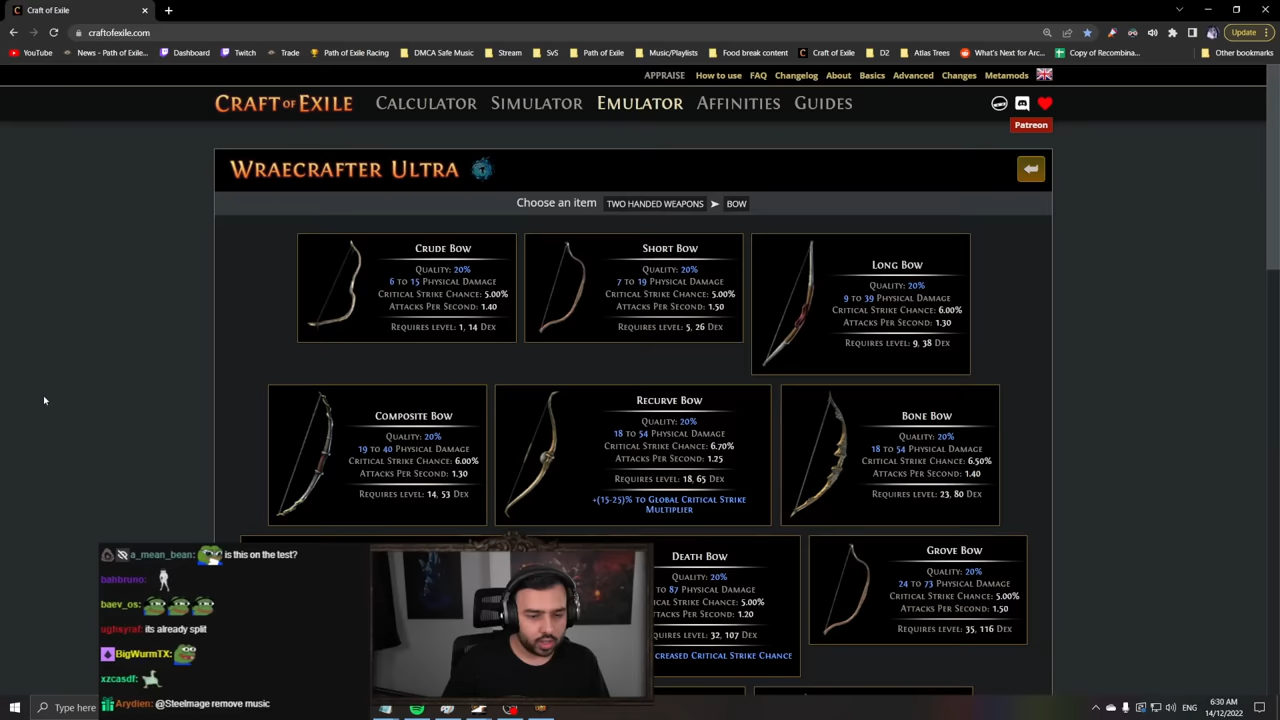 Craft of Exile
craftofexile.com
Update
YouTube
News - Path of Exile...
Dashboard
Twitch
Trade
Path of Exile Racing
DMCA Safe Music
Stream
SvS
Path of Exile
Music/Playlists
Food break content
Craft of Exile
D2
Atlas Trees
What's Next for Arc...
Copy of Recombina...
Other bookmarks
APPRAISE How to use FAQ Changelog About Basics Advanced Changes Metamods
CRAFT OF EXILE CALCULATOR SIMULATOR EMULATOR AFFINITIES GUIDES
Patreon
WRAECRAFTER ULTRA
Choose an item TWO HANDED WEAPONS BOW
CRUDE BOW
QUALITY: 20%
6 TO 15 PHYSICAL DAMAGE
CRITICAL STRIKE CHANCE: 5.00%
ATTACKS PER SECOND: 1.40
REQUIRES LEVEL: 1, 14 DEX
SHORT BOW
QUALITY: 20%
7 TO 19 PHYSICAL DAMAGE
CRITICAL STRIKE CHANCE: 5.00%
ATTACKS PER SECOND: 1.50
REQUIRES LEVEL: 5, 26 DEX
LONG BOW
QUALITY: 20%
9 TO 39 PHYSICAL DAMAGE
CRITICAL STRIKE CHANCE: 6.00%
ATTACKS PER SECOND: 1.30
REQUIRES LEVEL: 9, 38 DEX
COMPOSITE BOW
QUALITY: 20%
19 TO 40 PHYSICAL DAMAGE
CRITICAL STRIKE CHANCE: 6.00%
ATTACKS PER SECOND: 1.30
REQUIRES LEVEL: 14, 53 DEX
RECURVE BOW
QUALITY: 20%
18 TO 54 PHYSICAL DAMAGE
CRITICAL STRIKE CHANCE: 6.70%
ATTACKS PER SECOND: 1.25
REQUIRES LEVEL: 18, 65 DEX
+(15-25)% TO GLOBAL CRITICAL STRIKE
MULTIPLIER
BONE BOW
QUALITY: 20%
18 TO 54 PHYSICAL DAMAGE
CRITICAL STRIKE CHANCE: 6.50%
ATTACKS PER SECOND: 1.40
REQUIRES LEVEL: 23, 80 DEX
DEATH BOW
QUALITY: 20%
87 PHYSICAL DAMAGE
STRIKE CHANCE: 5.00%
ATTACKS PER SECOND: 1.20
LEVEL: 32, 107 DEX
CRITICAL STRIKE CHANCE
GROVE BOW
QUALITY: 20%
24 TO 73 PHYSICAL DAMAGE
CRITICAL STRIKE CHANCE: 5.00%
ATTACKS PER SECOND: 1.50
REQUIRES LEVEL: 35, 116 DEX
a_mean_bean: is this on the test?
bahbruno:
baev_os:
ughsyraf: its already split
BigWurmTX:
xzcasdf:
Arydien: @Steelmage remove music
Type here
ENG
6:30 AM
14/12/2022